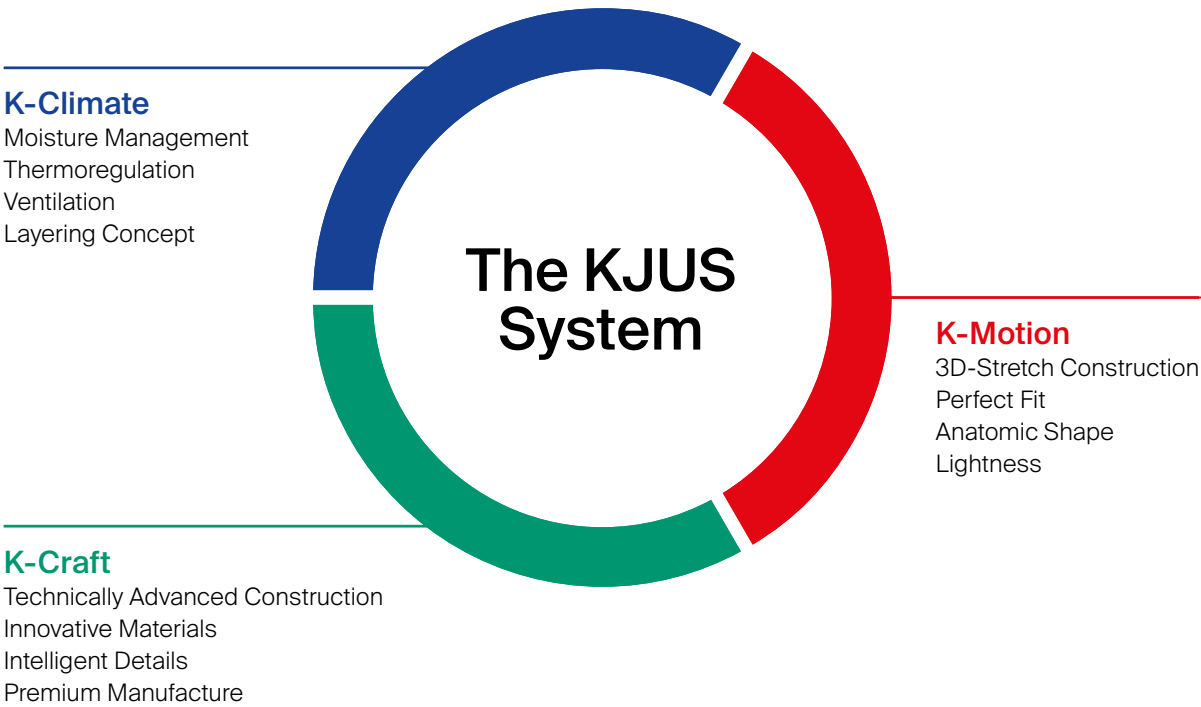 K-Climate
Moisture Management
Thermoregulation
Ventilation
Layering Concept
The KJUS
System
K-Motion
3D-Stretch Construction
Perfect Fit
Anatomic Shape
Lightness
K-Craft
Technically Advanced Construction
Innovative Materials
Intelligent Details
Premium Manufacture